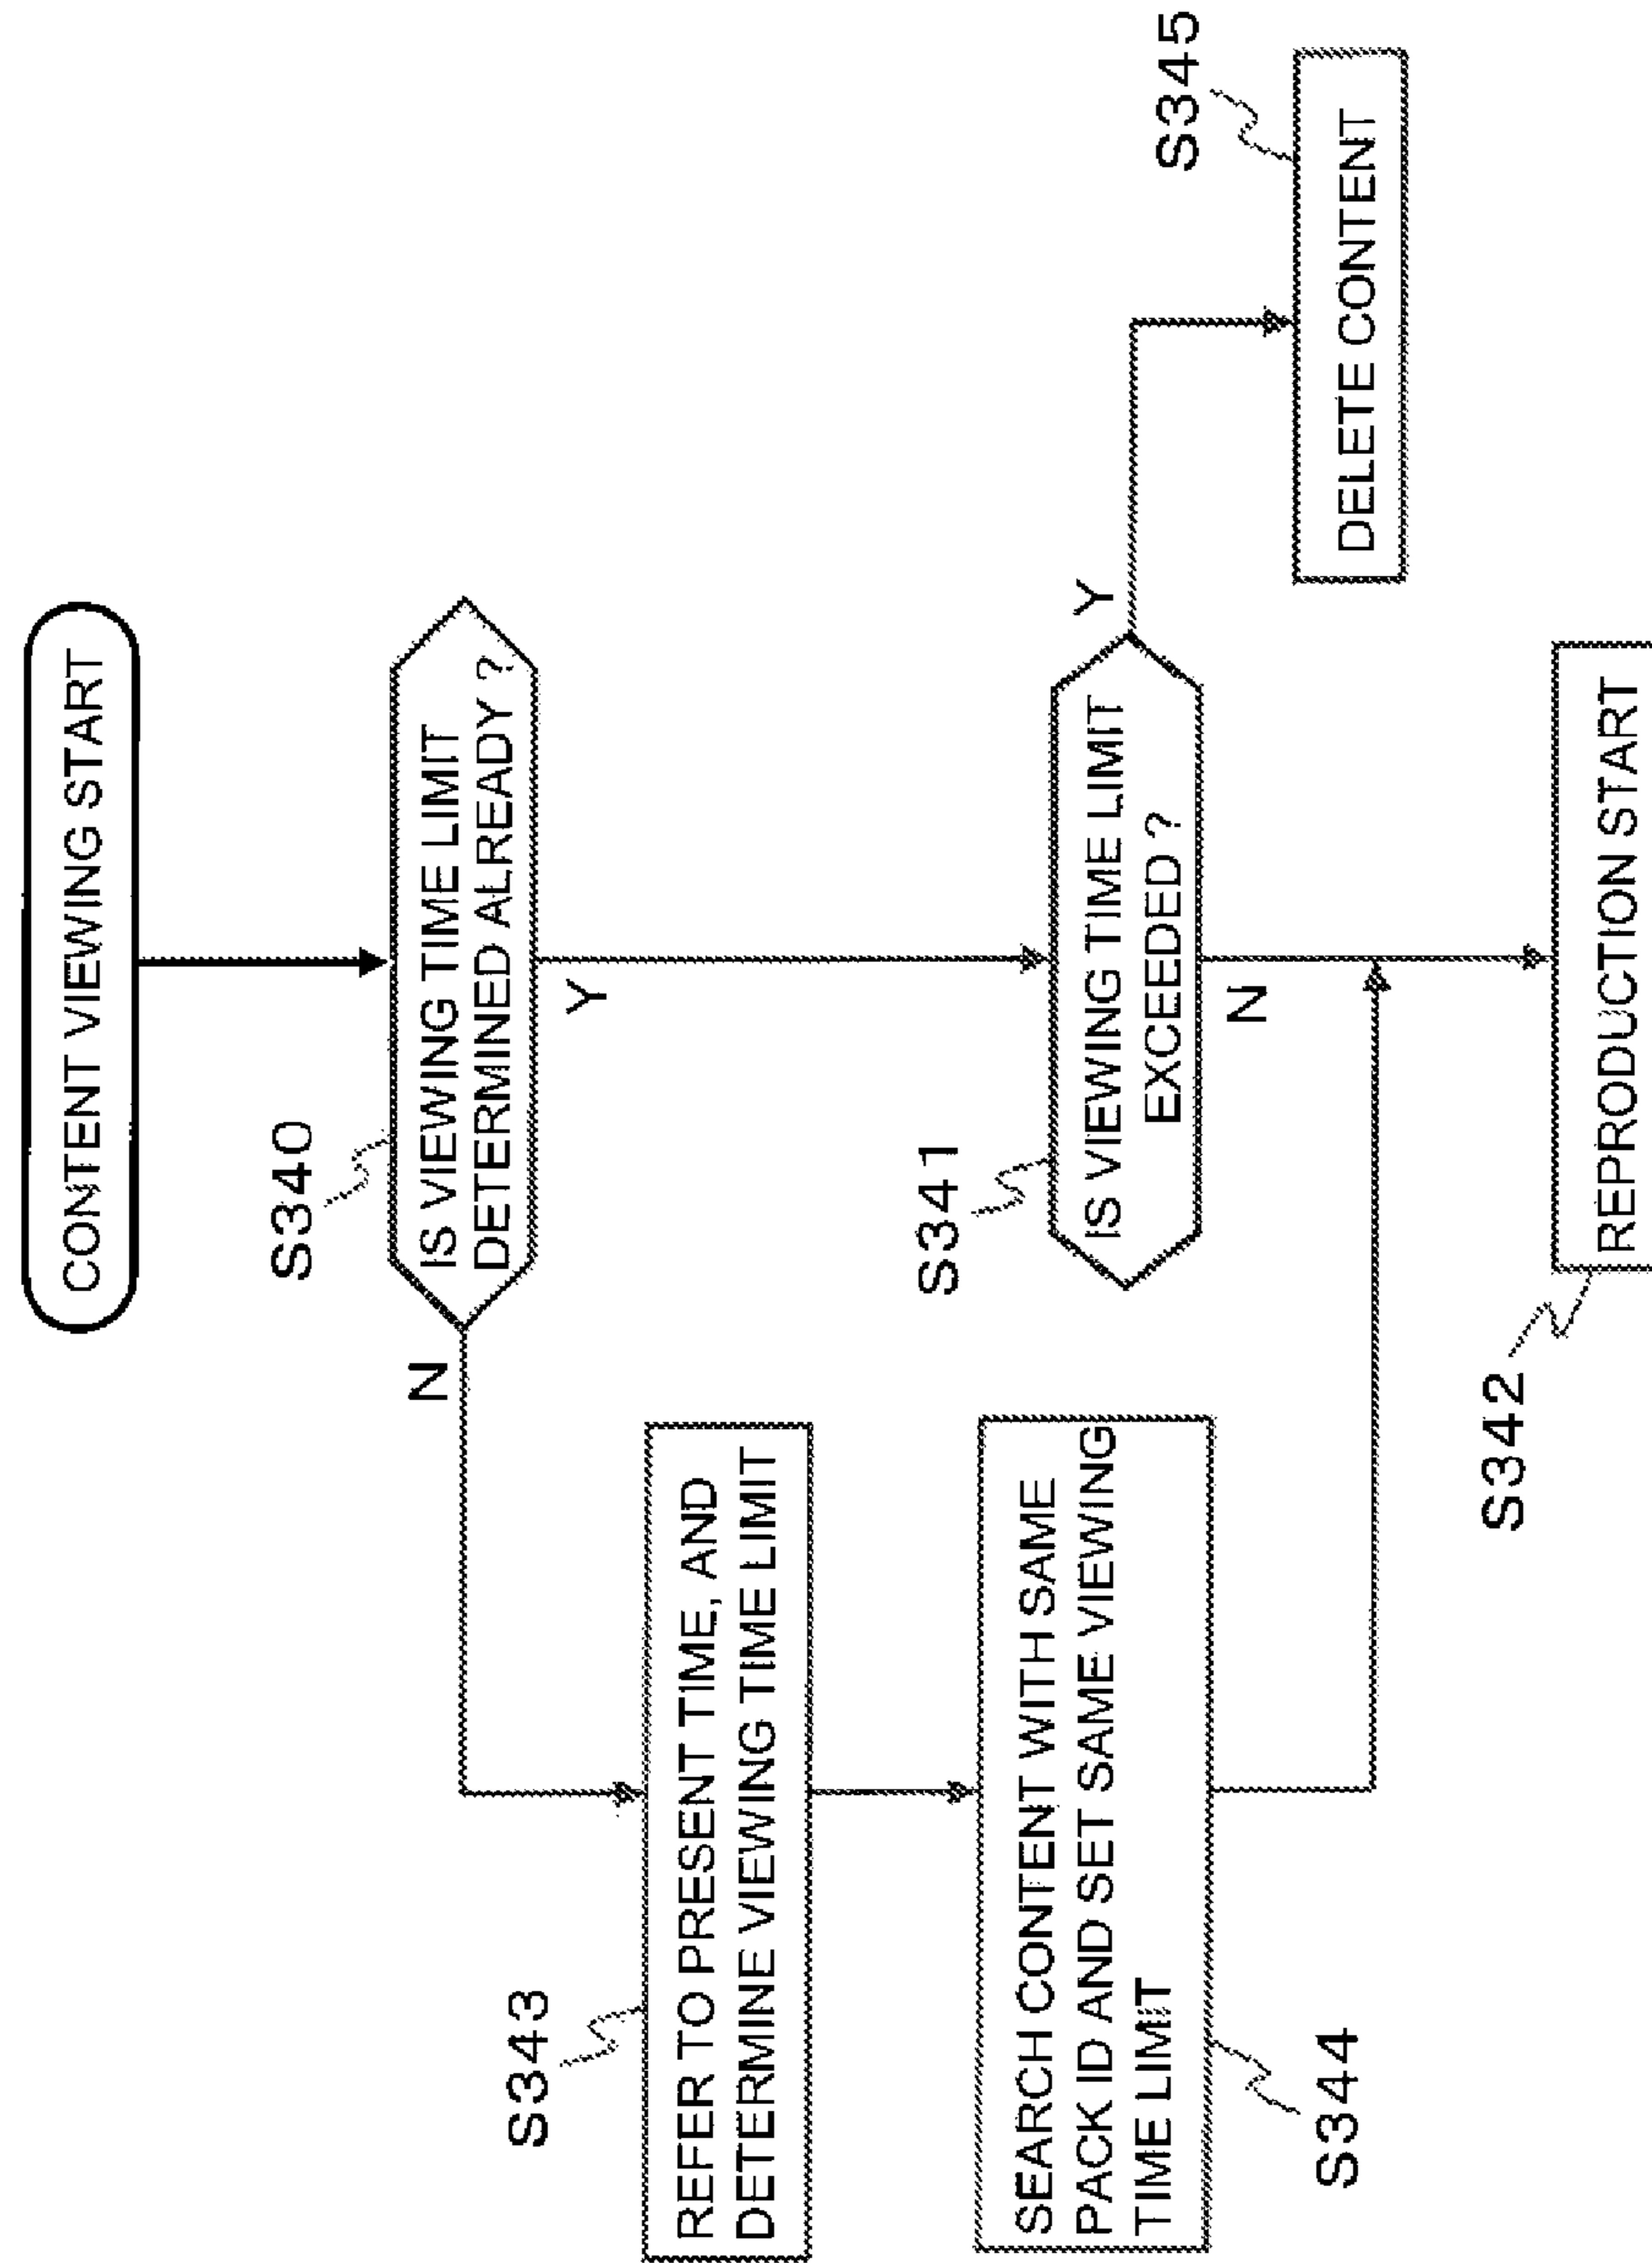 CONTENT VIEWING START
S340
IS VIEWING TIME LIMIT
DETERMINED ALREADY ?
N
Y
S343
REFER TO PRESENT TIME, AND
DETERMINE VIEWING TIME LIMIT
S341
IS VIEWING TIME LIMIT
EXCEEDED ?
Y
N
S345
DELETE CONTENT
SEARCH CONTENT WITH SAME
PACK ID AND SET SAME VIEWING
TIME LIMIT
S344
S342
REPRODUCTION START